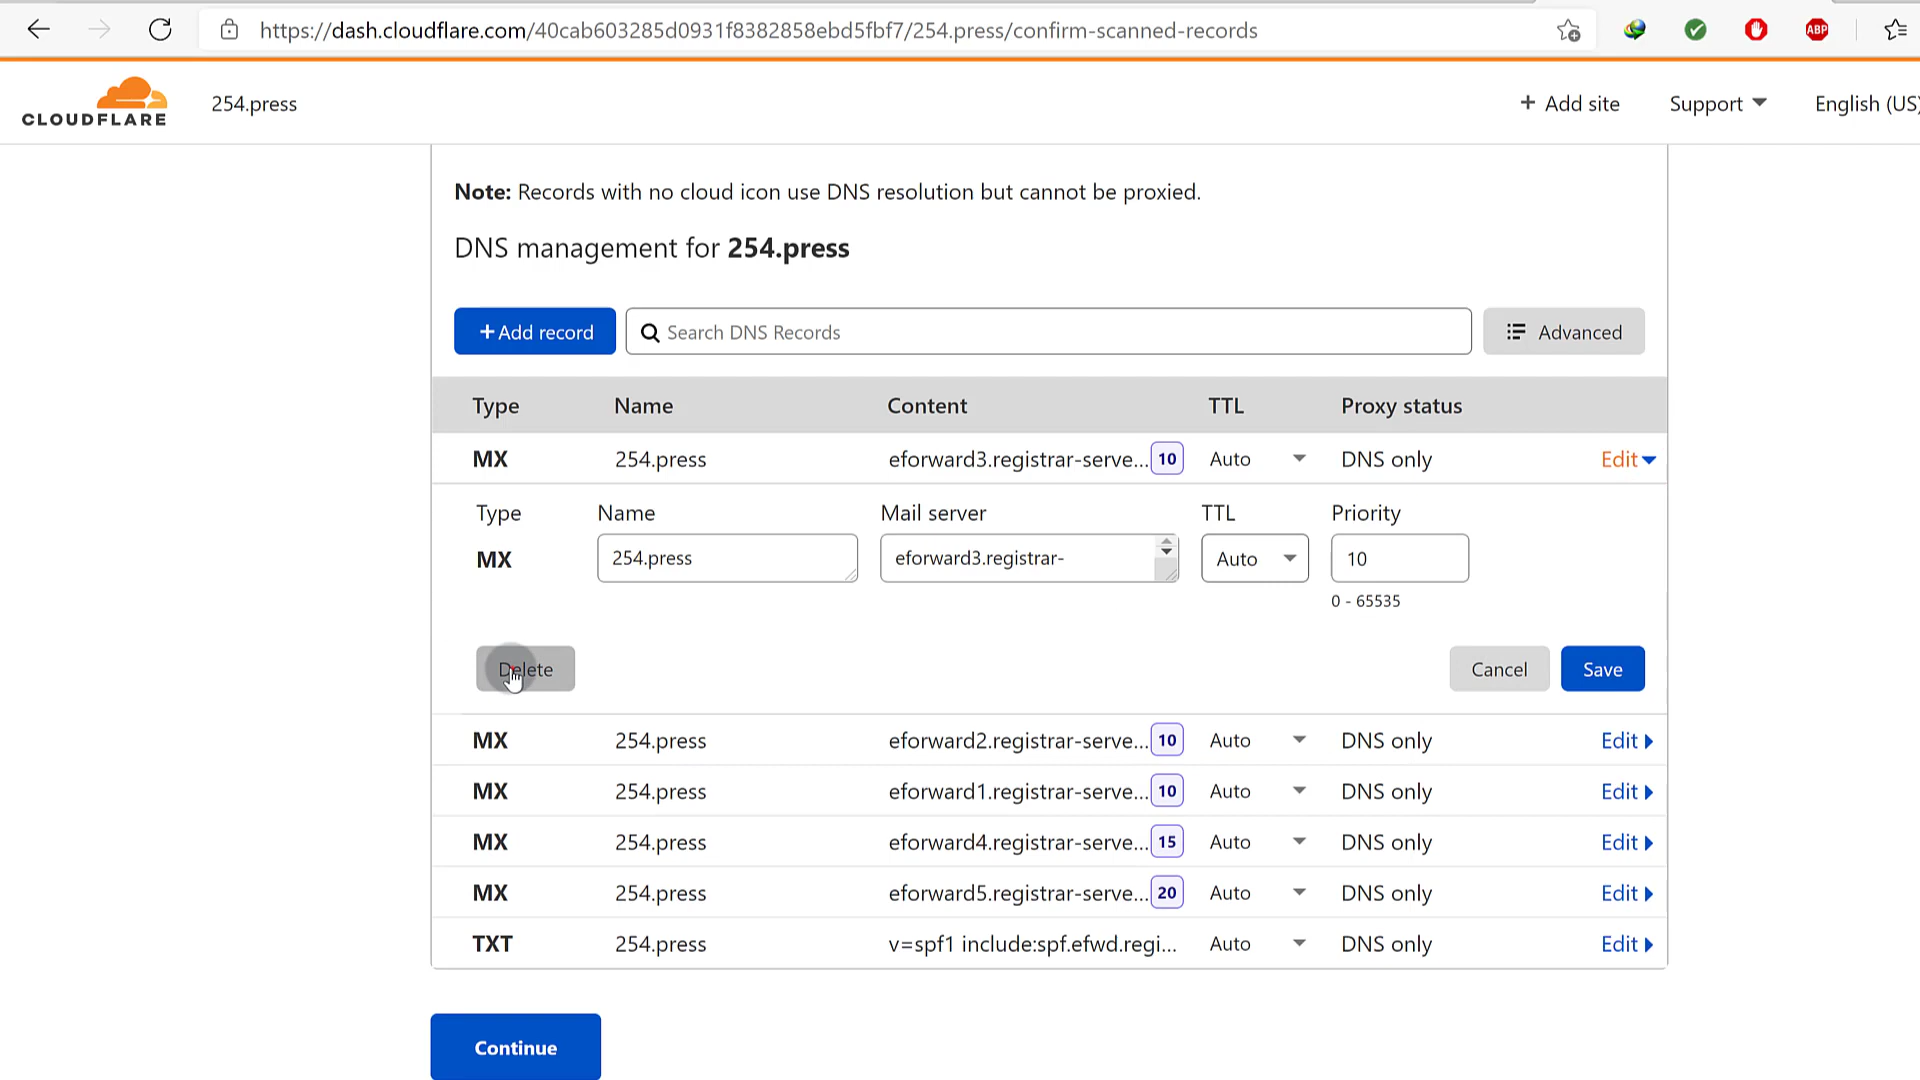 https://dash.cloudflare.com/40cab603285d0931f8382858ebd5fbf7/254.press/confirm-scanned-records
ABP
CLOUDFLARE
254.press
+ Add site
Support
English (US)
Note: Records with no cloud icon use DNS resolution but cannot be proxied.
DNS management for 254.press
+ Add record
Search DNS Records
Advanced
Type Name Content TTL Proxy status
MX 254.press eforward3.registrar-serve... 10 Auto DNS only Edit
Type Name Mail server TTL Priority
MX 254.press eforward3.registrar- Auto 10
0 - 65535
Delete Cancel Save
MX 254.press eforward2.registrar-serve... 10 Auto DNS only Edit
MX 254.press eforward1.registrar-serve... 10 Auto DNS only Edit
MX 254.press eforward4.registrar-serve... 15 Auto DNS only Edit
MX 254.press eforward5.registrar-serve... 20 Auto DNS only Edit
TXT 254.press v=spf1 include:spf.efwd.regi... Auto DNS only Edit
Continue